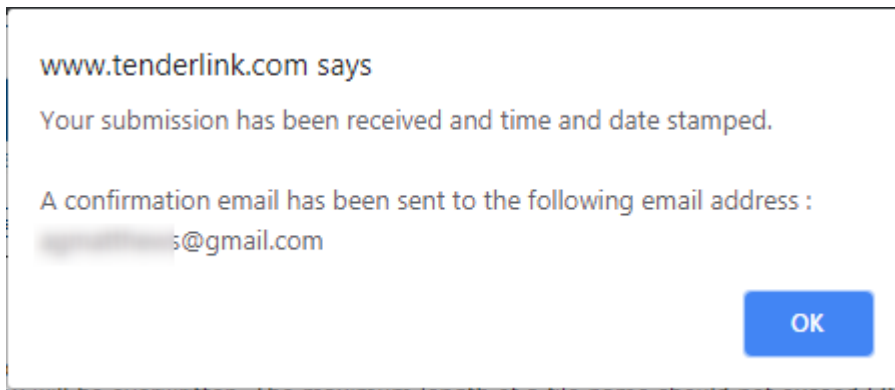 www.tenderlink.com says
Your submission has been received and time and date stamped.
A confirmation email has been sent to the following email address :
s@gmail.com
OK